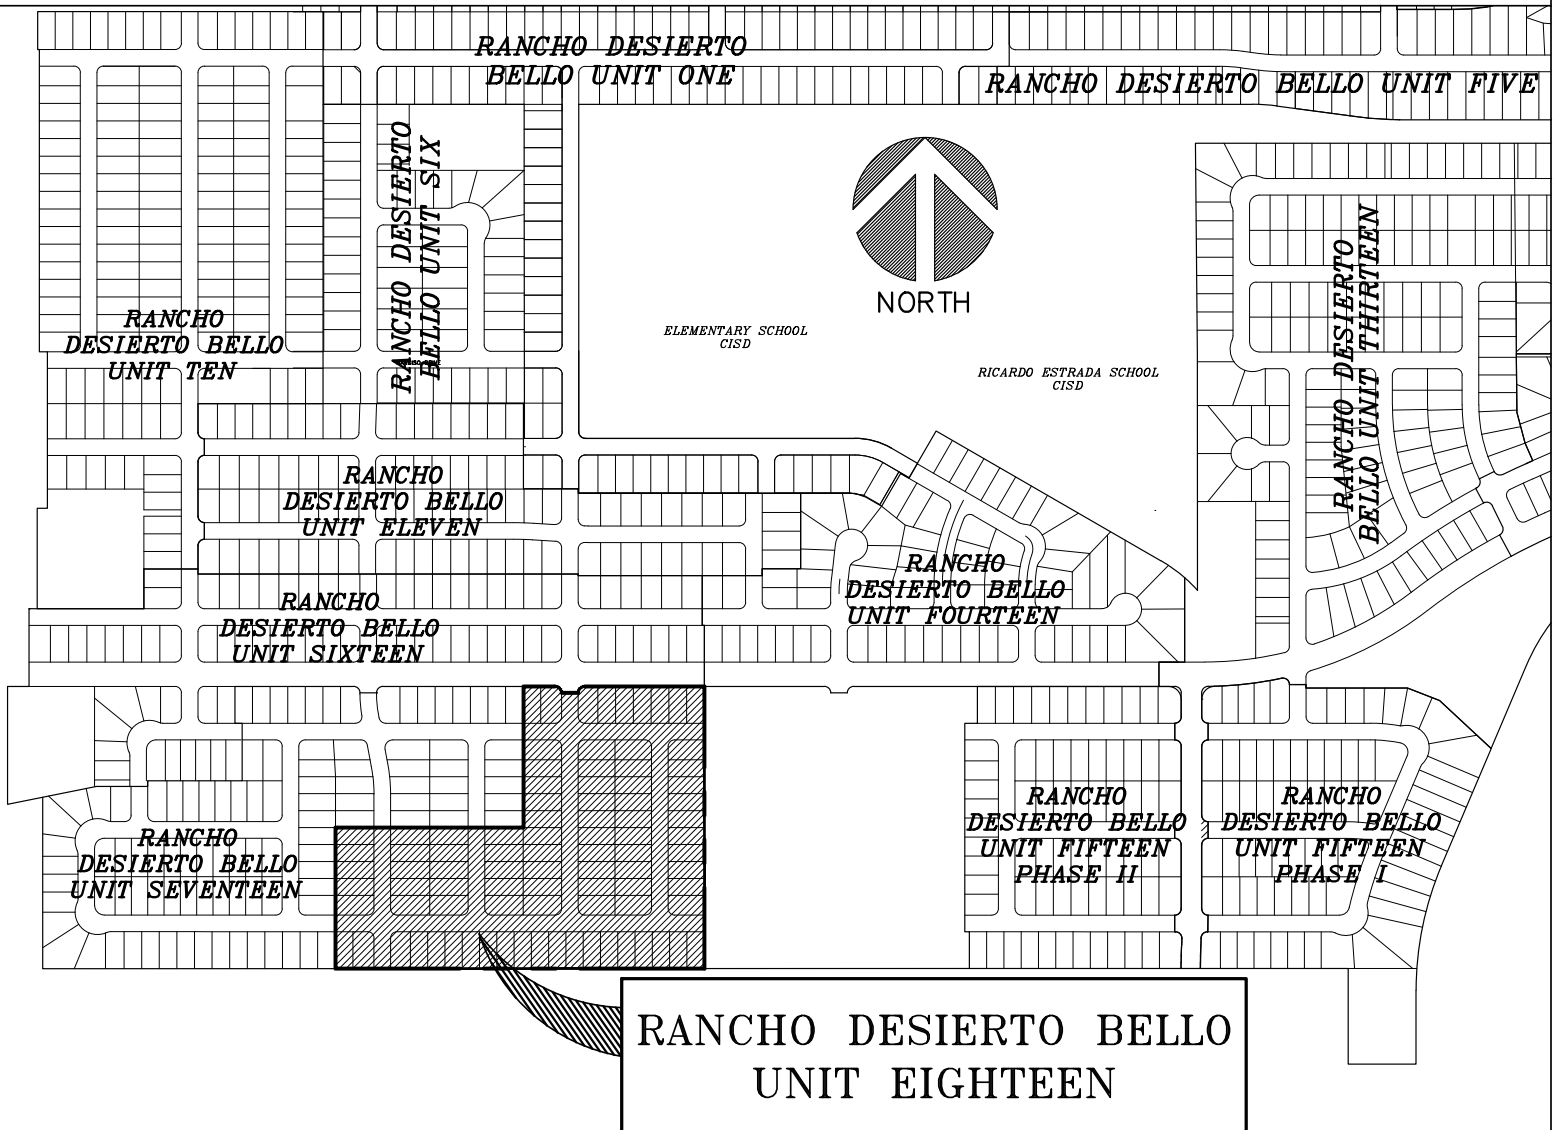 RANCHO DESIERTO
BELLO UNIT ONE
RANCHO DESIERTO BELLO UNIT FIVE
RANCHO DESIERTO
BELLO UNIT SIX
NORTH
RANCHO DESIERTO
BELLO UNIT THIRTEEN
RANCHO
DESIERTO BELLO
UNIT TEN
ELEMENTARY SCHOOL
CISD
RICARDO ESTRADA SCHOOL
CISD
RANCHO
DESIERTO BELLO
UNIT ELEVEN
RANCHO
DESIERTO BELLO
UNIT FOURTEEN
RANCHO
DESIERTO BELLO
UNIT SIXTEEN
RANCHO
DESIERTO BELLO
UNIT SEVENTEEN
RANCHO
DESIERTO BELLO
UNIT FIFTEEN
PHASE II
RANCHO
DESIERTO BELLO
UNIT FIFTEEN
PHASE I
RANCHO DESIERTO BELLO
UNIT EIGHTEEN